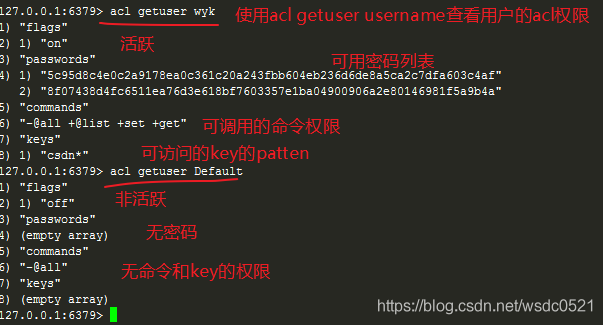 127.0.0.1:6379> acl getuser wyk 使用acl getuser username查看用户的acl权限
1) "flags"
2) 1) "on" 活跃
3) "passwords" 可用密码列表
4) 1) "5c95d8c4e0c2a9178ea0c361c20a243fbb604eb236d6de8a5ca2c7dfa603c4af"
2) "8f07438d4fc6511ea76d3e618bf7603357e1ba04900906a2e80146981f5a9b4a"
5) "commands"
6) "-@all +@list +set +get" 可调用的命令权限
7) "keys"
8) 1) "csdn*" 可访问的key的patten
127.0.0.1:6379> acl getuser Default
1) "flags"
2) 1) "off" 非活跃
3) "passwords"
4) (empty array) 无密码
5) "commands"
6) "-@all" 无命令和key的权限
7) "keys"
8) (empty array)
127.0.0.1:6379>
https://blog.csdn.net/wsdc0521